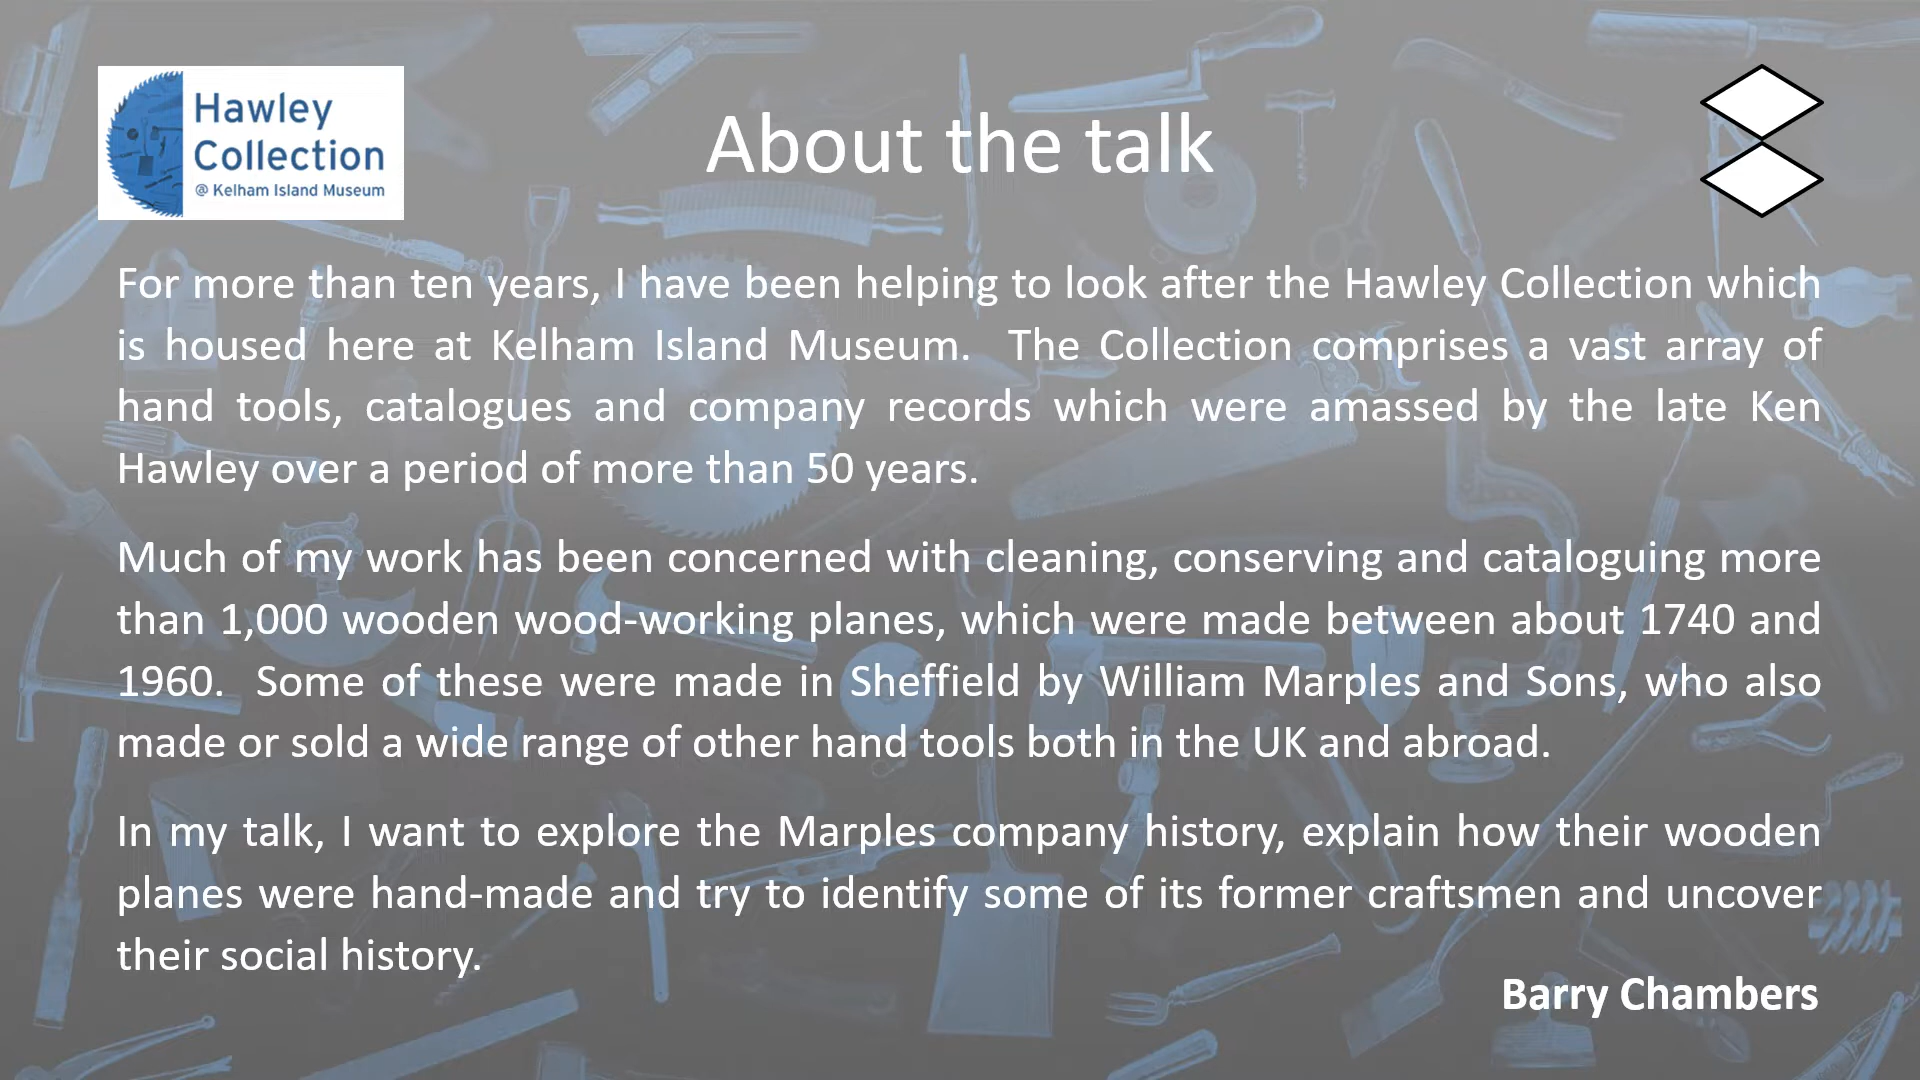 Hawley
Collection
@ Kelham Island Museum
About the talk
For more than ten years, I have been helping to look after the Hawley Collection which
is housed here at Kelham Island Museum.  The Collection comprises a vast array of
hand tools, catalogues and company records which were amassed by the late Ken
Hawley over a period of more than 50 years.
Much of my work has been concerned with cleaning, conserving and cataloguing more
than 1,000 wooden wood-working planes, which were made between about 1740 and
1960.  Some of these were made in Sheffield by William Marples and Sons, who also
made or sold a wide range of other hand tools both in the UK and abroad.
In my talk, I want to explore the Marples company history, explain how their wooden
planes were hand-made and try to identify some of its former craftsmen and uncover
their social history.
Barry Chambers